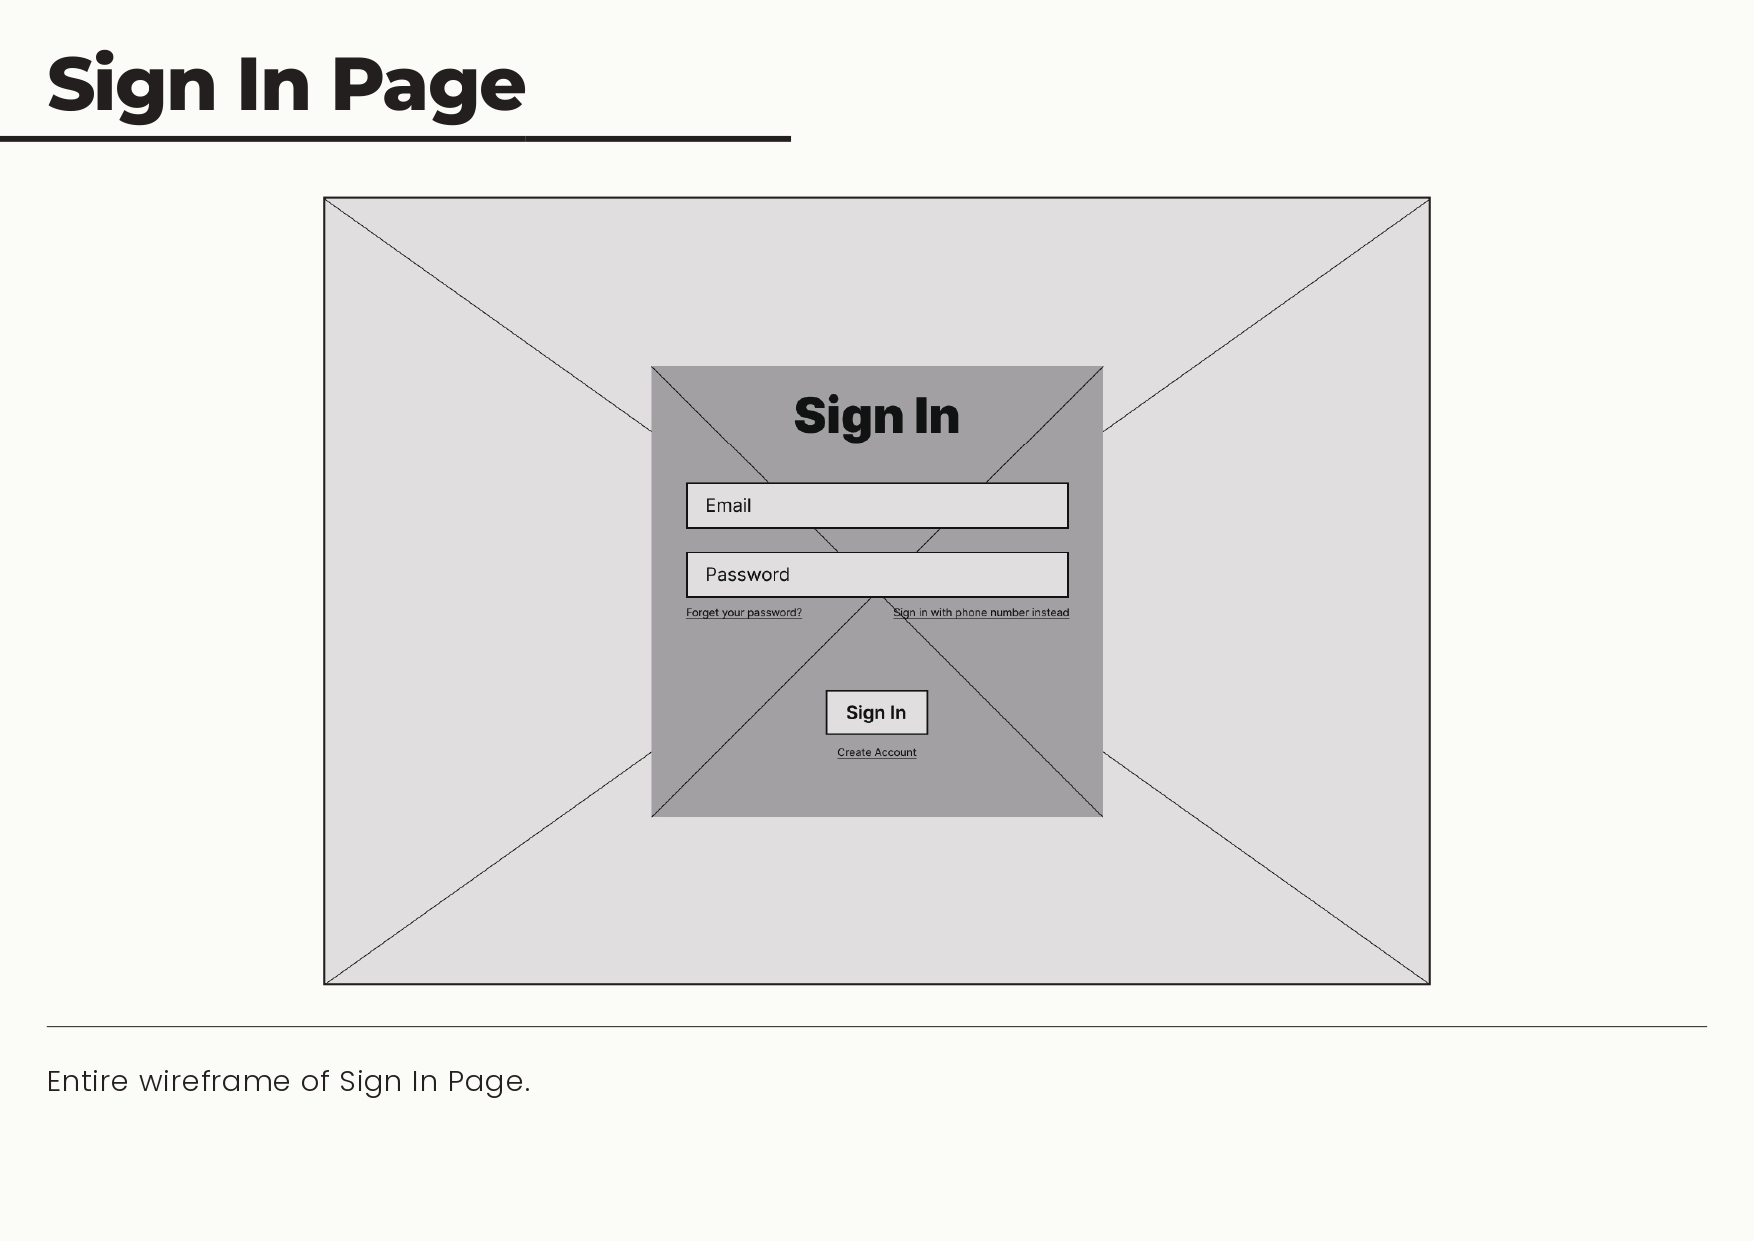 Sign In Page
Sign In
Email
Password
Forget your password?
Sign in with phone number instead
Sign In
Create Account
Entire wireframe of Sign In Page.